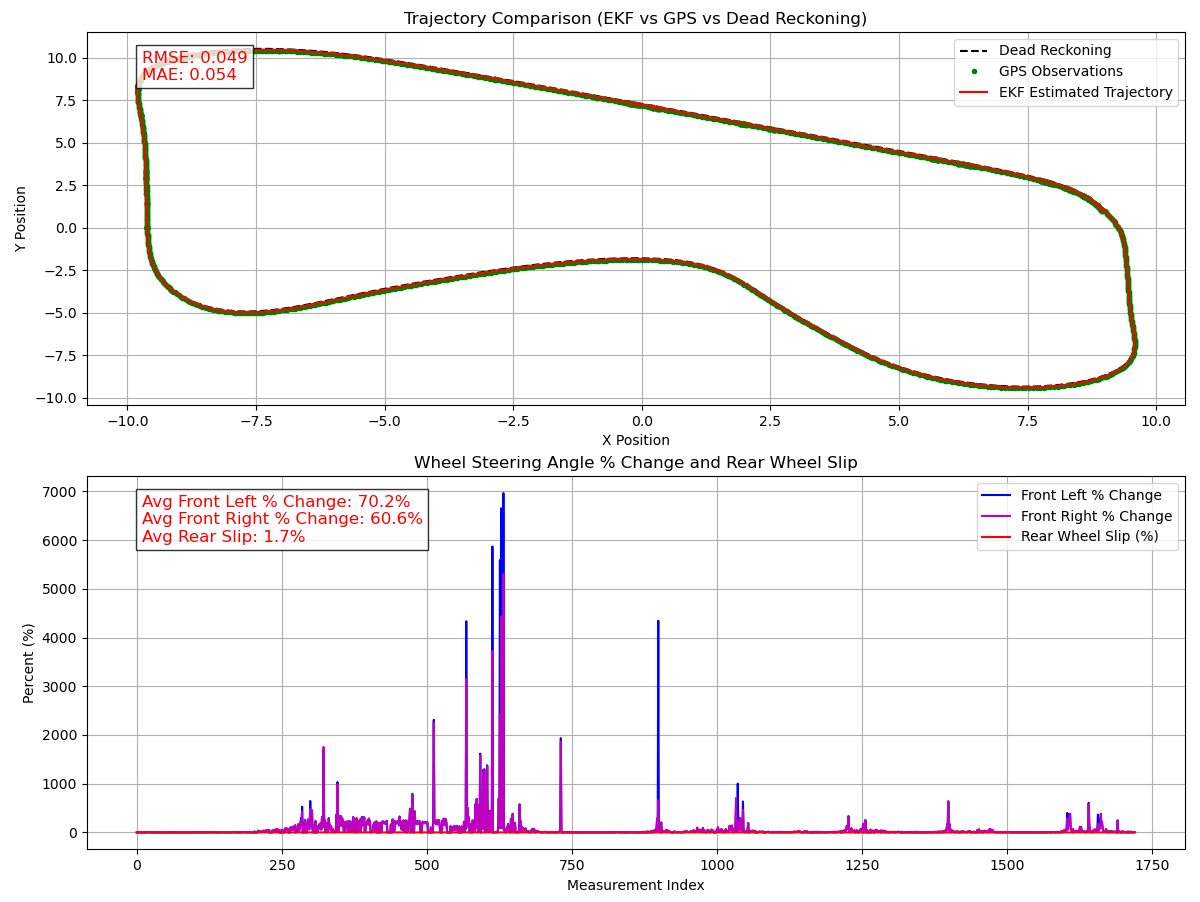 Trajectory Comparison (EKF vs GPS vs Dead Reckoning)
RMSE: 0.049
MAE: 0.054
Dead Reckoning
GPS Observations
EKF Estimated Trajectory
10.0
7.5
5.0
2.5
0.0
−2.5
−5.0
−7.5
−10.0
Y Position
−10.0 −7.5 −5.0 −2.5 0.0 2.5 5.0 7.5 10.0
X Position
Wheel Steering Angle % Change and Rear Wheel Slip
Avg Front Left % Change: 70.2%
Avg Front Right % Change: 60.6%
Avg Rear Slip: 1.7%
Front Left % Change
Front Right % Change
Rear Wheel Slip (%)
7000
6000
5000
4000
3000
2000
1000
0
Percent (%)
0 250 500 750 1000 1250 1500 1750
Measurement Index